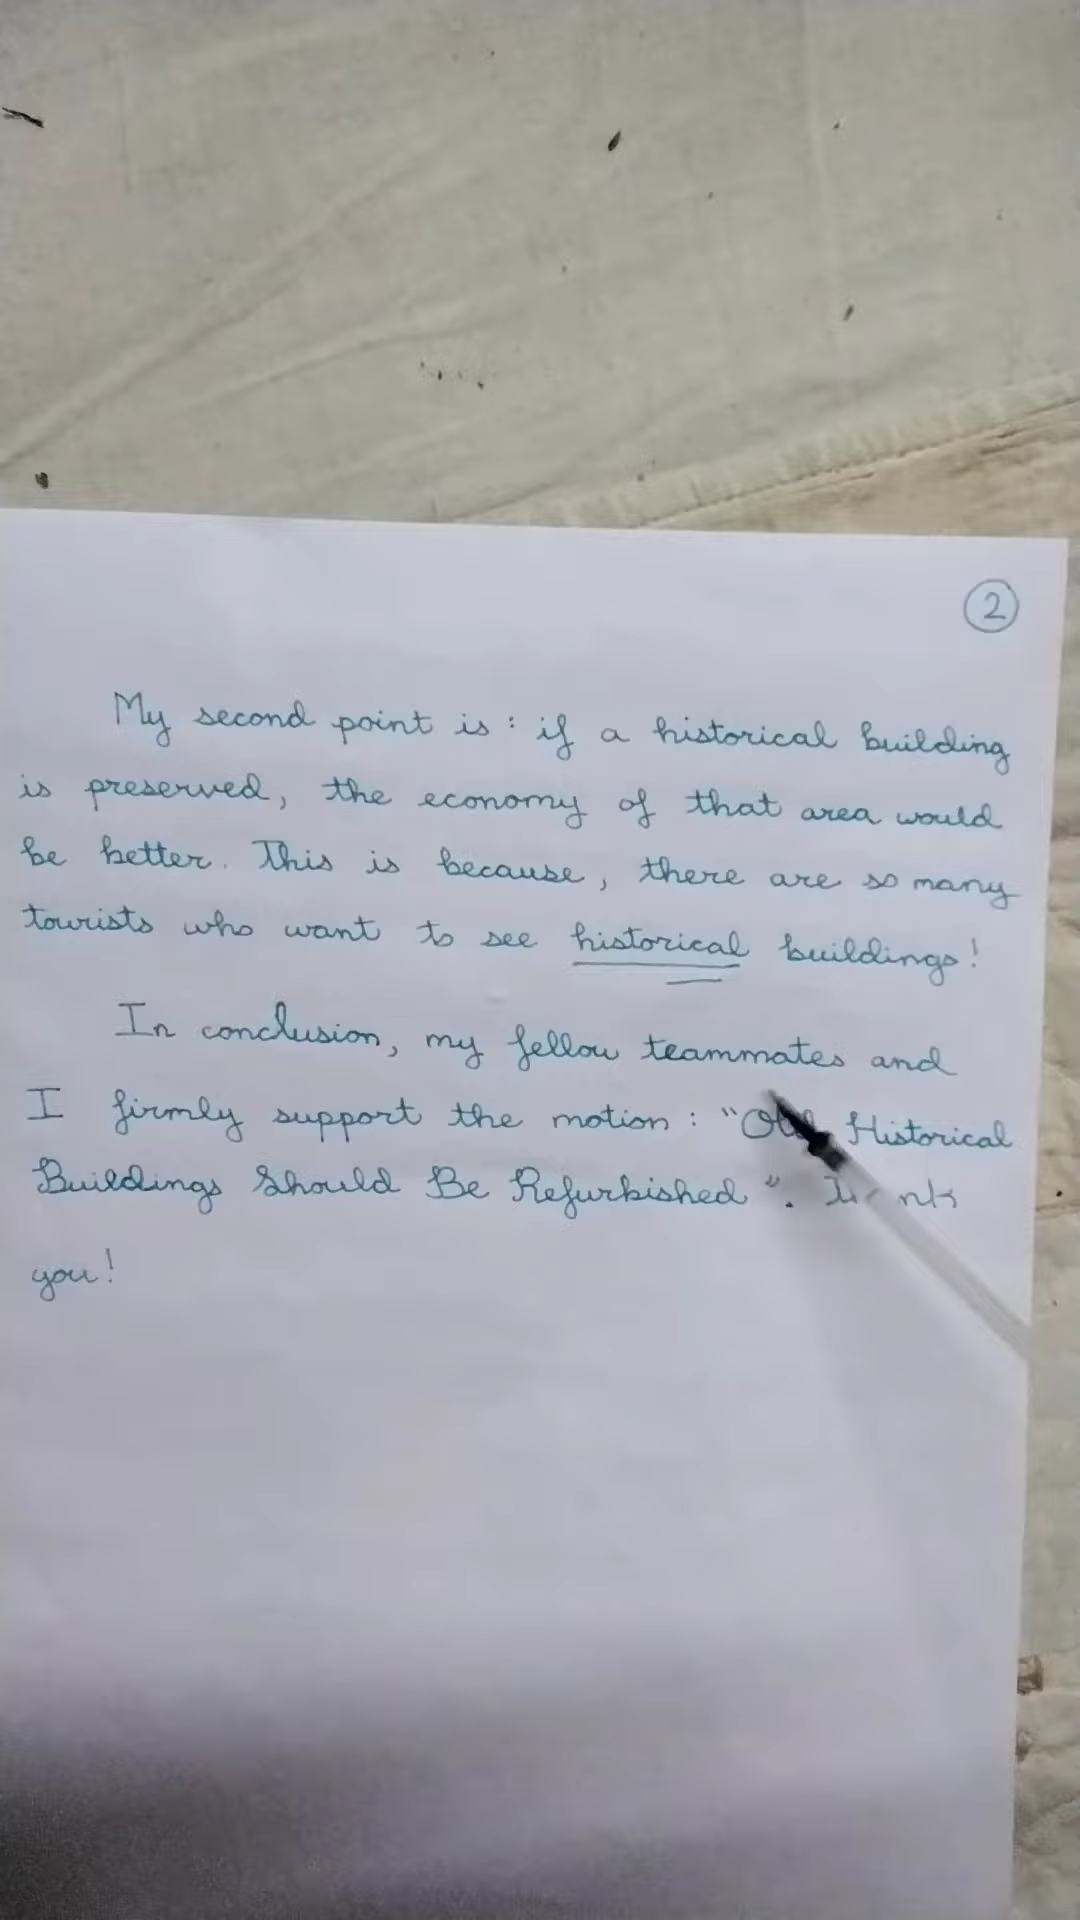 2
My second point is : if a historical building
is preserved, the economy of that area would
be better. This is because, there are so many
tourists who want to see historical buildings!
In conclusion, my fellow teammates and
I firmly support the motion : "Old Historical
Buildings Should Be Refurbished".
you!